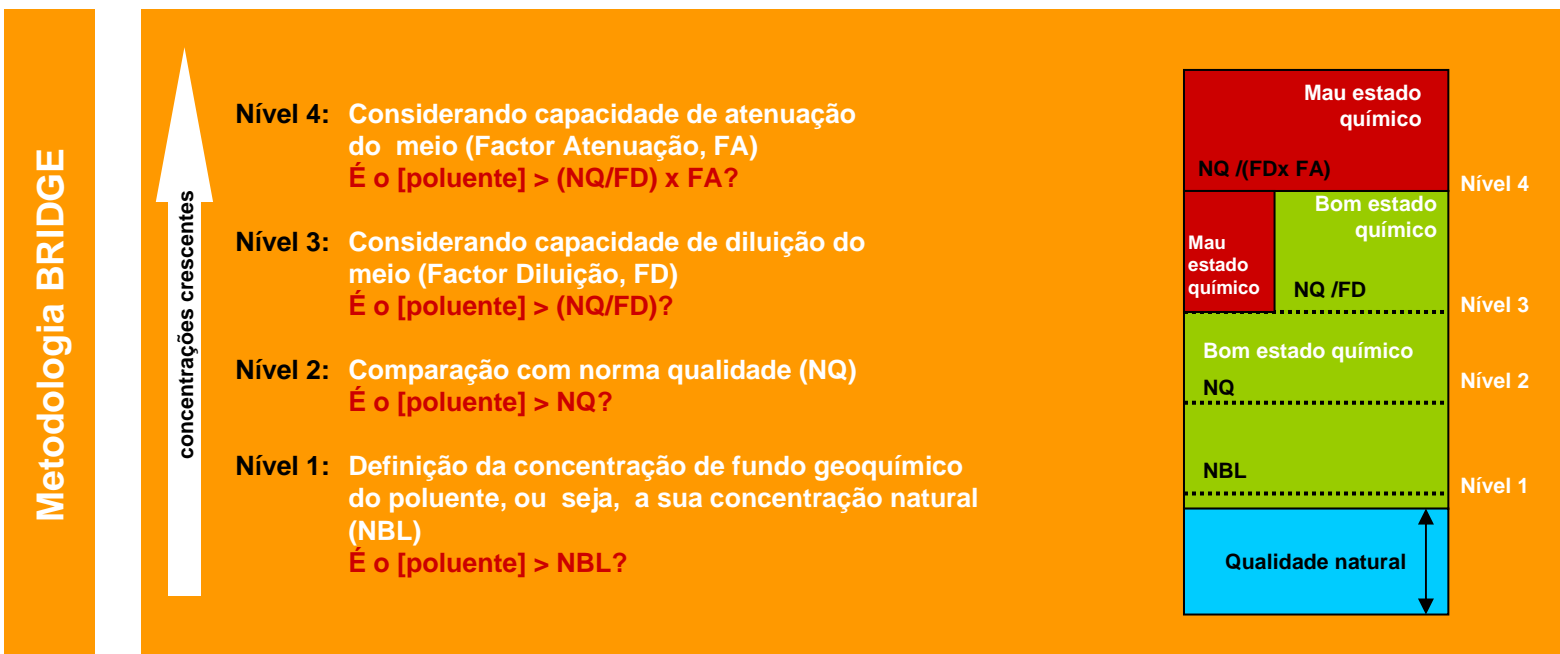 Metodologia BRIDGE
concentrações crescentes
Nível 4: Considerando capacidade de atenuação
do meio (Factor Atenuação, FA)
É o [poluente] > (NQ/FD) x FA?
Nível 3: Considerando capacidade de diluição do
meio (Factor Diluição, FD)
É o [poluente] > (NQ/FD)?
Nível 2: Comparação com norma qualidade (NQ)
É o [poluente] > NQ?
Nível 1: Definição da concentração de fundo geoquímico
do poluente, ou seja, a sua concentração natural
(NBL)
É o [poluente] > NBL?
Mau estado
químico
NQ /(FDx FA)
Nível 4
Bom estado
químico
Mau
estado
químico
NQ /FD
Nível 3
Bom estado químico
Nível 2
NQ
NBL
Nível 1
Qualidade natural